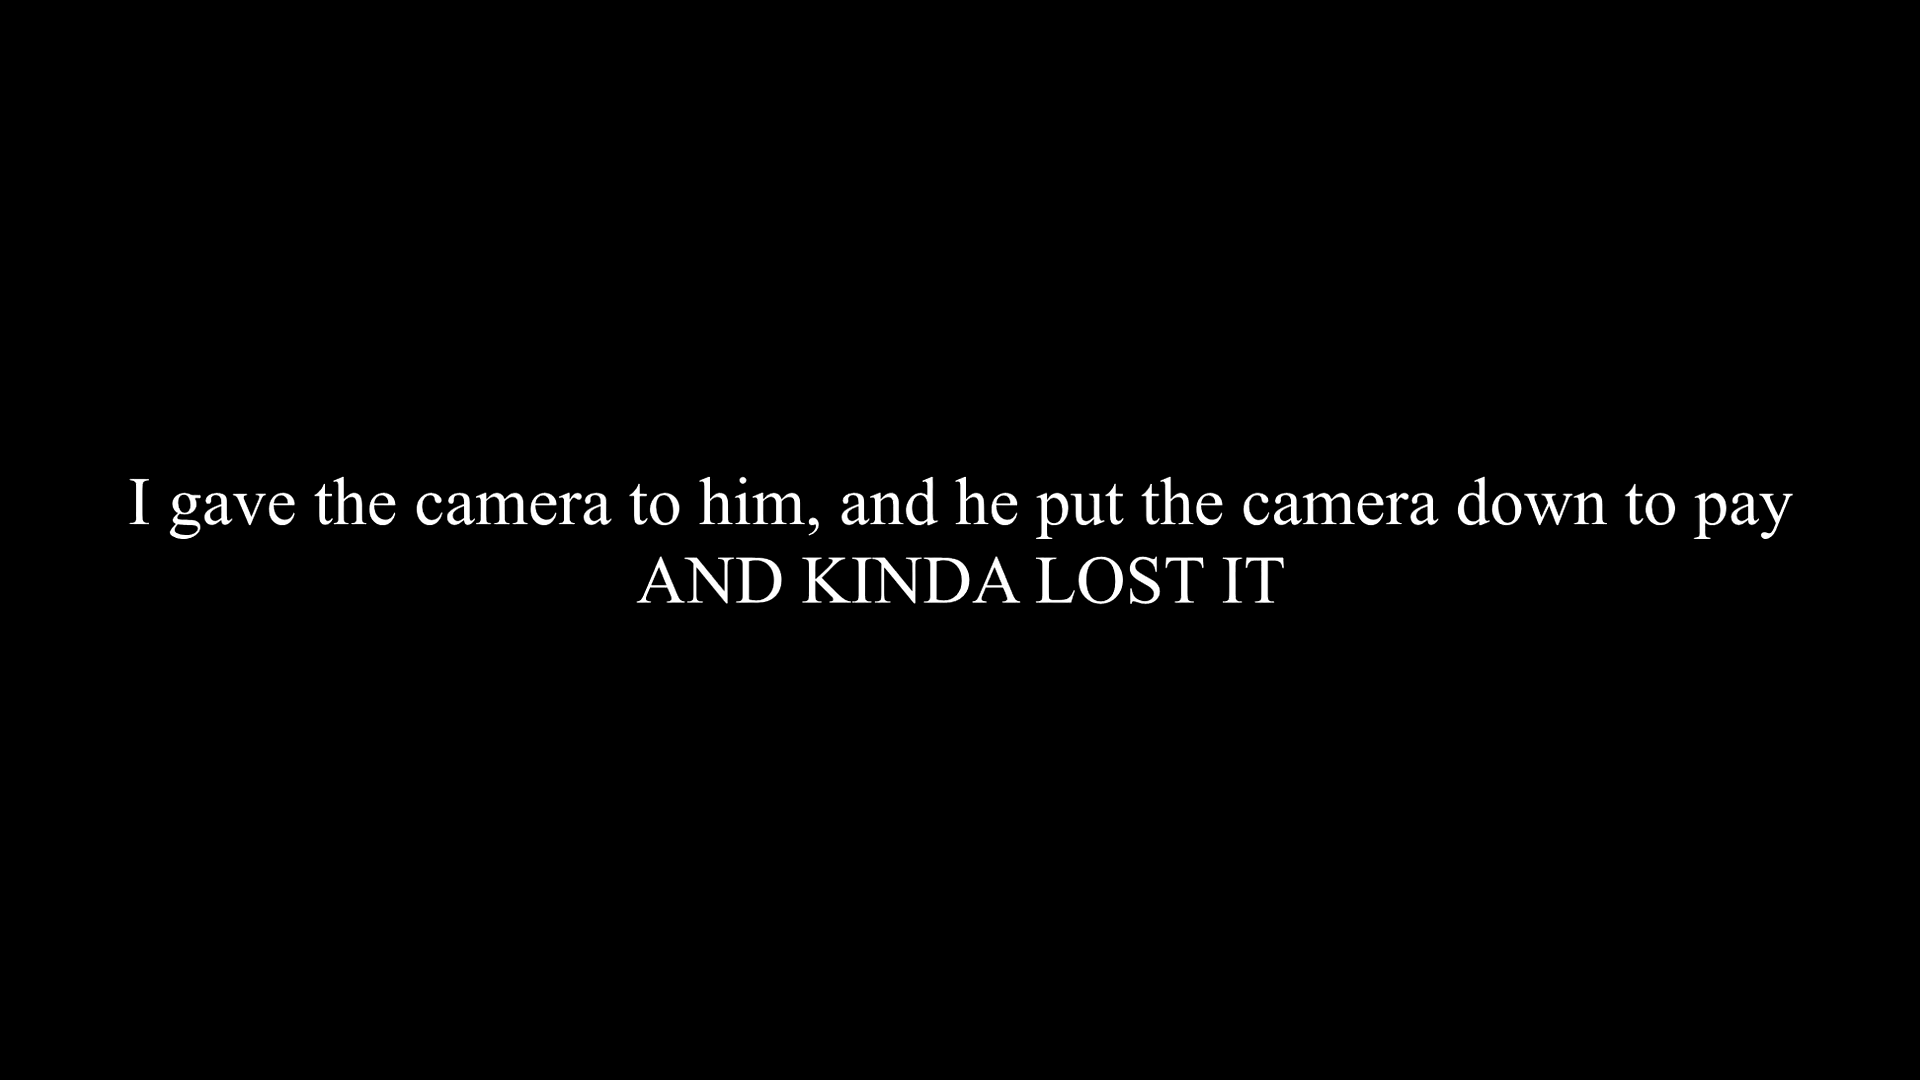 I gave the camera to him, and he put the camera down to pay
AND KINDA LOST IT